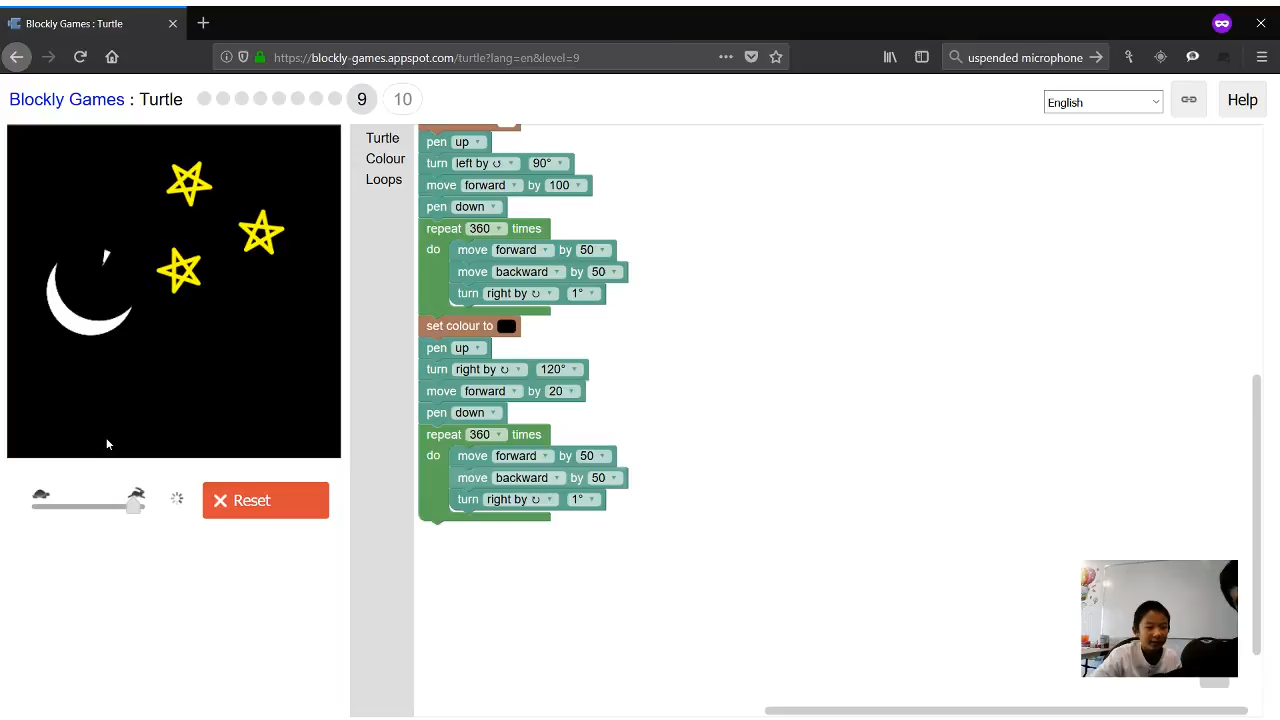 Blockly Games : Turtle
https://blockly-games.appspot.com/turtle?lang=en&level=9
uspended microphone
Blockly Games : Turtle
9
10
English
Help
Turtle
Colour
Loops
pen up
turn left by ↺ 90°
move forward by 100
pen down
repeat 360 times
do move forward by 50
move backward by 50
turn right by ↻ 1°
set colour to
pen up
turn right by ↻ 120°
move forward by 20
pen down
repeat 360 times
do move forward by 50
move backward by 50
turn right by ↻ 1°
Reset